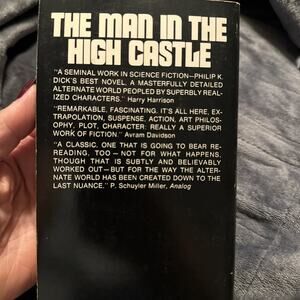 THE MAN IN THE
HIGH CASTLE
"A SEMINAL WORK IN SCIENCE FICTION—PHILIP K.
DICK'S BEST NOVEL. A MASTERFULLY DETAILED
ALTERNATE WORLD PEOPLED BY SUPERBLY REAL-
IZED CHARACTERS." Harry Harrison
"REMARKABLE, FASCINATING. IT'S ALL HERE, EX-
TRAPOLATION, SUSPENSE, ACTION, ART PHILOS-
OPHY, PLOT, CHARACTER: REALLY A SUPERIOR
WORK OF FICTION." Avram Davidson
"A CLASSIC. ONE THAT IS GOING TO BEAR RE-
READING, TOO—NOT FOR WHAT HAPPENS,
THOUGH THAT IS SUBTLY AND BELIEVABLY
WORKED OUT—BUT FOR THE WAY THE ALTER-
NATE WORLD HAS BEEN CREATED DOWN TO THE
LAST NUANCE." P. Schuyler Miller, Analog